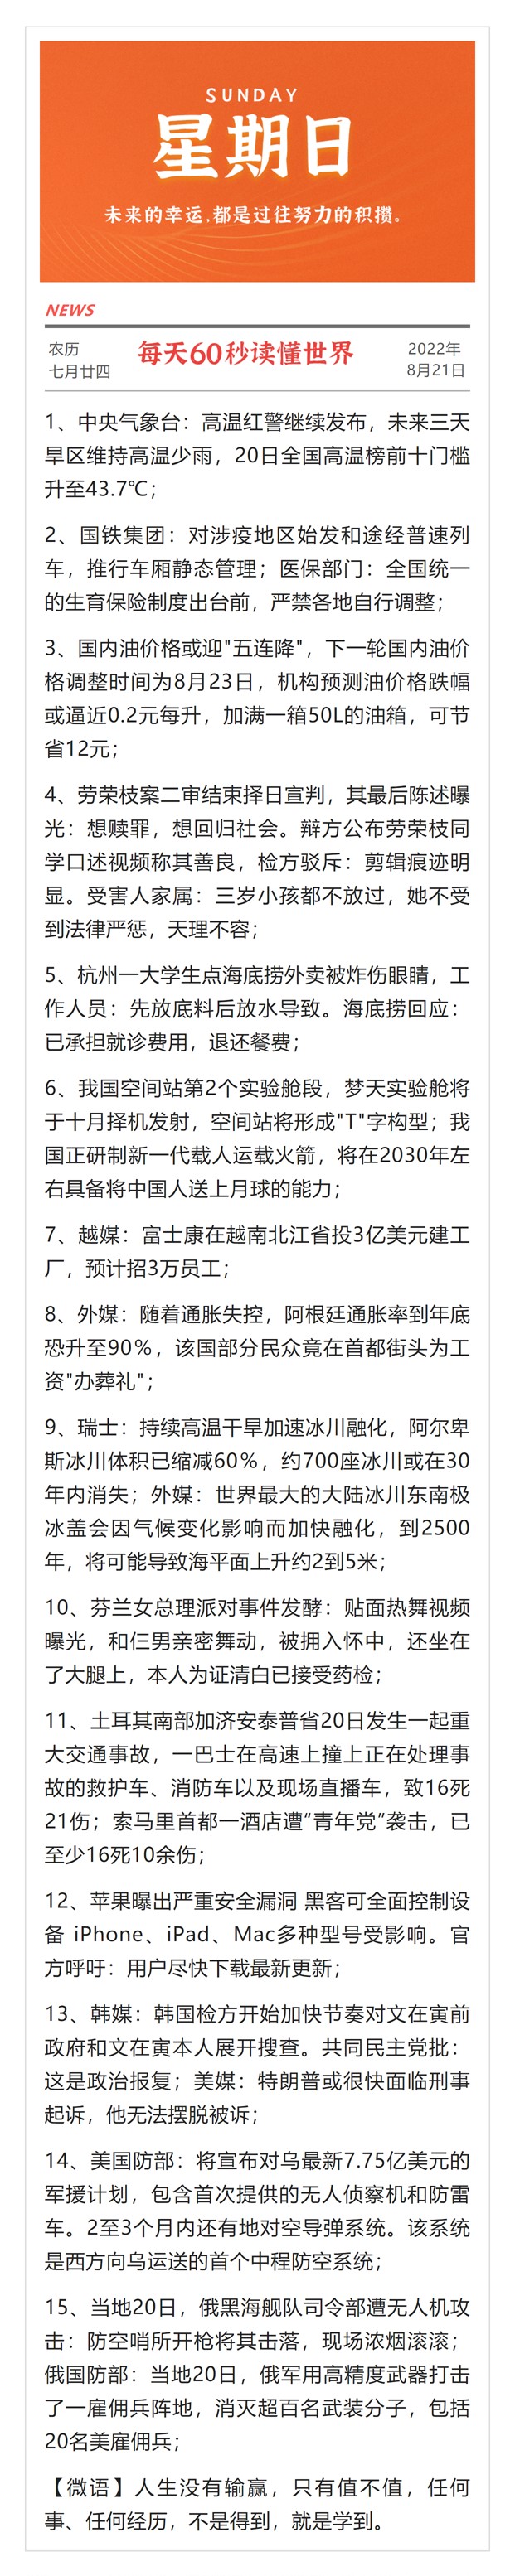 SUNDAY
星期日
未来的幸运,都是过往努力的积攒。
NEWS
农历
七月廿四
每天60秒读懂世界
2022年
8月21日
1、中央气象台：高温红警继续发布，未来三天
旱区维持高温少雨，20日全国高温榜前十门槛
升至43.7℃；
2、国铁集团：对涉疫地区始发和途经普速列
车，推行车厢静态管理；医保部门：全国统一
的生育保险制度出台前，严禁各地自行调整；
3、国内油价格或迎"五连降"，下一轮国内油价
格调整时间为8月23日，机构预测油价格跌幅
或逼近0.2元每升，加满一箱50L的油箱，可节
省12元；
4、劳荣枝案二审结束择日宣判，其最后陈述曝
光：想赎罪，想回归社会。辩方公布劳荣枝同
学口述视频称其善良，检方驳斥：剪辑痕迹明
显。受害人家属：三岁小孩都不放过，她不受
到法律严惩，天理不容；
5、杭州一大学生点海底捞外卖被炸伤眼睛，工
作人员：先放底料后放水导致。海底捞回应：
已承担就诊费用，退还餐费；
6、我国空间站第2个实验舱段，梦天实验舱将
于十月择机发射，空间站将形成"T"字构型；我
国正研制新一代载人运载火箭，将在2030年左
右具备将中国人送上月球的能力；
7、越媒：富士康在越南北江省投3亿美元建工
厂，预计招3万员工；
8、外媒：随着通胀失控，阿根廷通胀率到年底
恐升至90%，该国部分民众竟在首都街头为工
资"办葬礼"；
9、瑞士：持续高温干旱加速冰川融化，阿尔卑
斯冰川体积已缩减60%，约700座冰川或在30
年内消失；外媒：世界最大的大陆冰川东南极
冰盖会因气候变化影响而加快融化，到2500
年，将可能导致海平面上升约2到5米；
10、芬兰女总理派对事件发酵：贴面热舞视频
曝光，和仨男亲密舞动，被拥入怀中，还坐在
了大腿上，本人为证清白已接受药检；
11、土耳其南部加济安泰普省20日发生一起重
大交通事故，一巴士在高速上撞上正在处理事
故的救护车、消防车以及现场直播车，致16死
21伤；索马里首都一酒店遭“青年党”袭击，已
至少16死10余伤；
12、苹果曝出严重安全漏洞 黑客可全面控制设
备 iPhone、iPad、Mac多种型号受影响。官
方呼吁：用户尽快下载最新更新；
13、韩媒：韩国检方开始加快节奏对文在寅前
政府和文在寅本人展开搜查。共同民主党批：
这是政治报复；美媒：特朗普或很快面临刑事
起诉，他无法摆脱被诉；
14、美国防部：将宣布对乌最新7.75亿美元的
军援计划，包含首次提供的无人侦察机和防雷
车。2至3个月内还有地对空导弹系统。该系统
是西方向乌运送的首个中程防空系统；
15、当地20日，俄黑海舰队司令部遭无人机攻
击：防空哨所开枪将其击落，现场浓烟滚滚；
俄国防部：当地20日，俄军用高精度武器打击
了一雇佣兵阵地，消灭超百名武装分子，包括
20名美雇佣兵；
【微语】人生没有输赢，只有值不值，任何
事、任何经历，不是得到，就是学到。